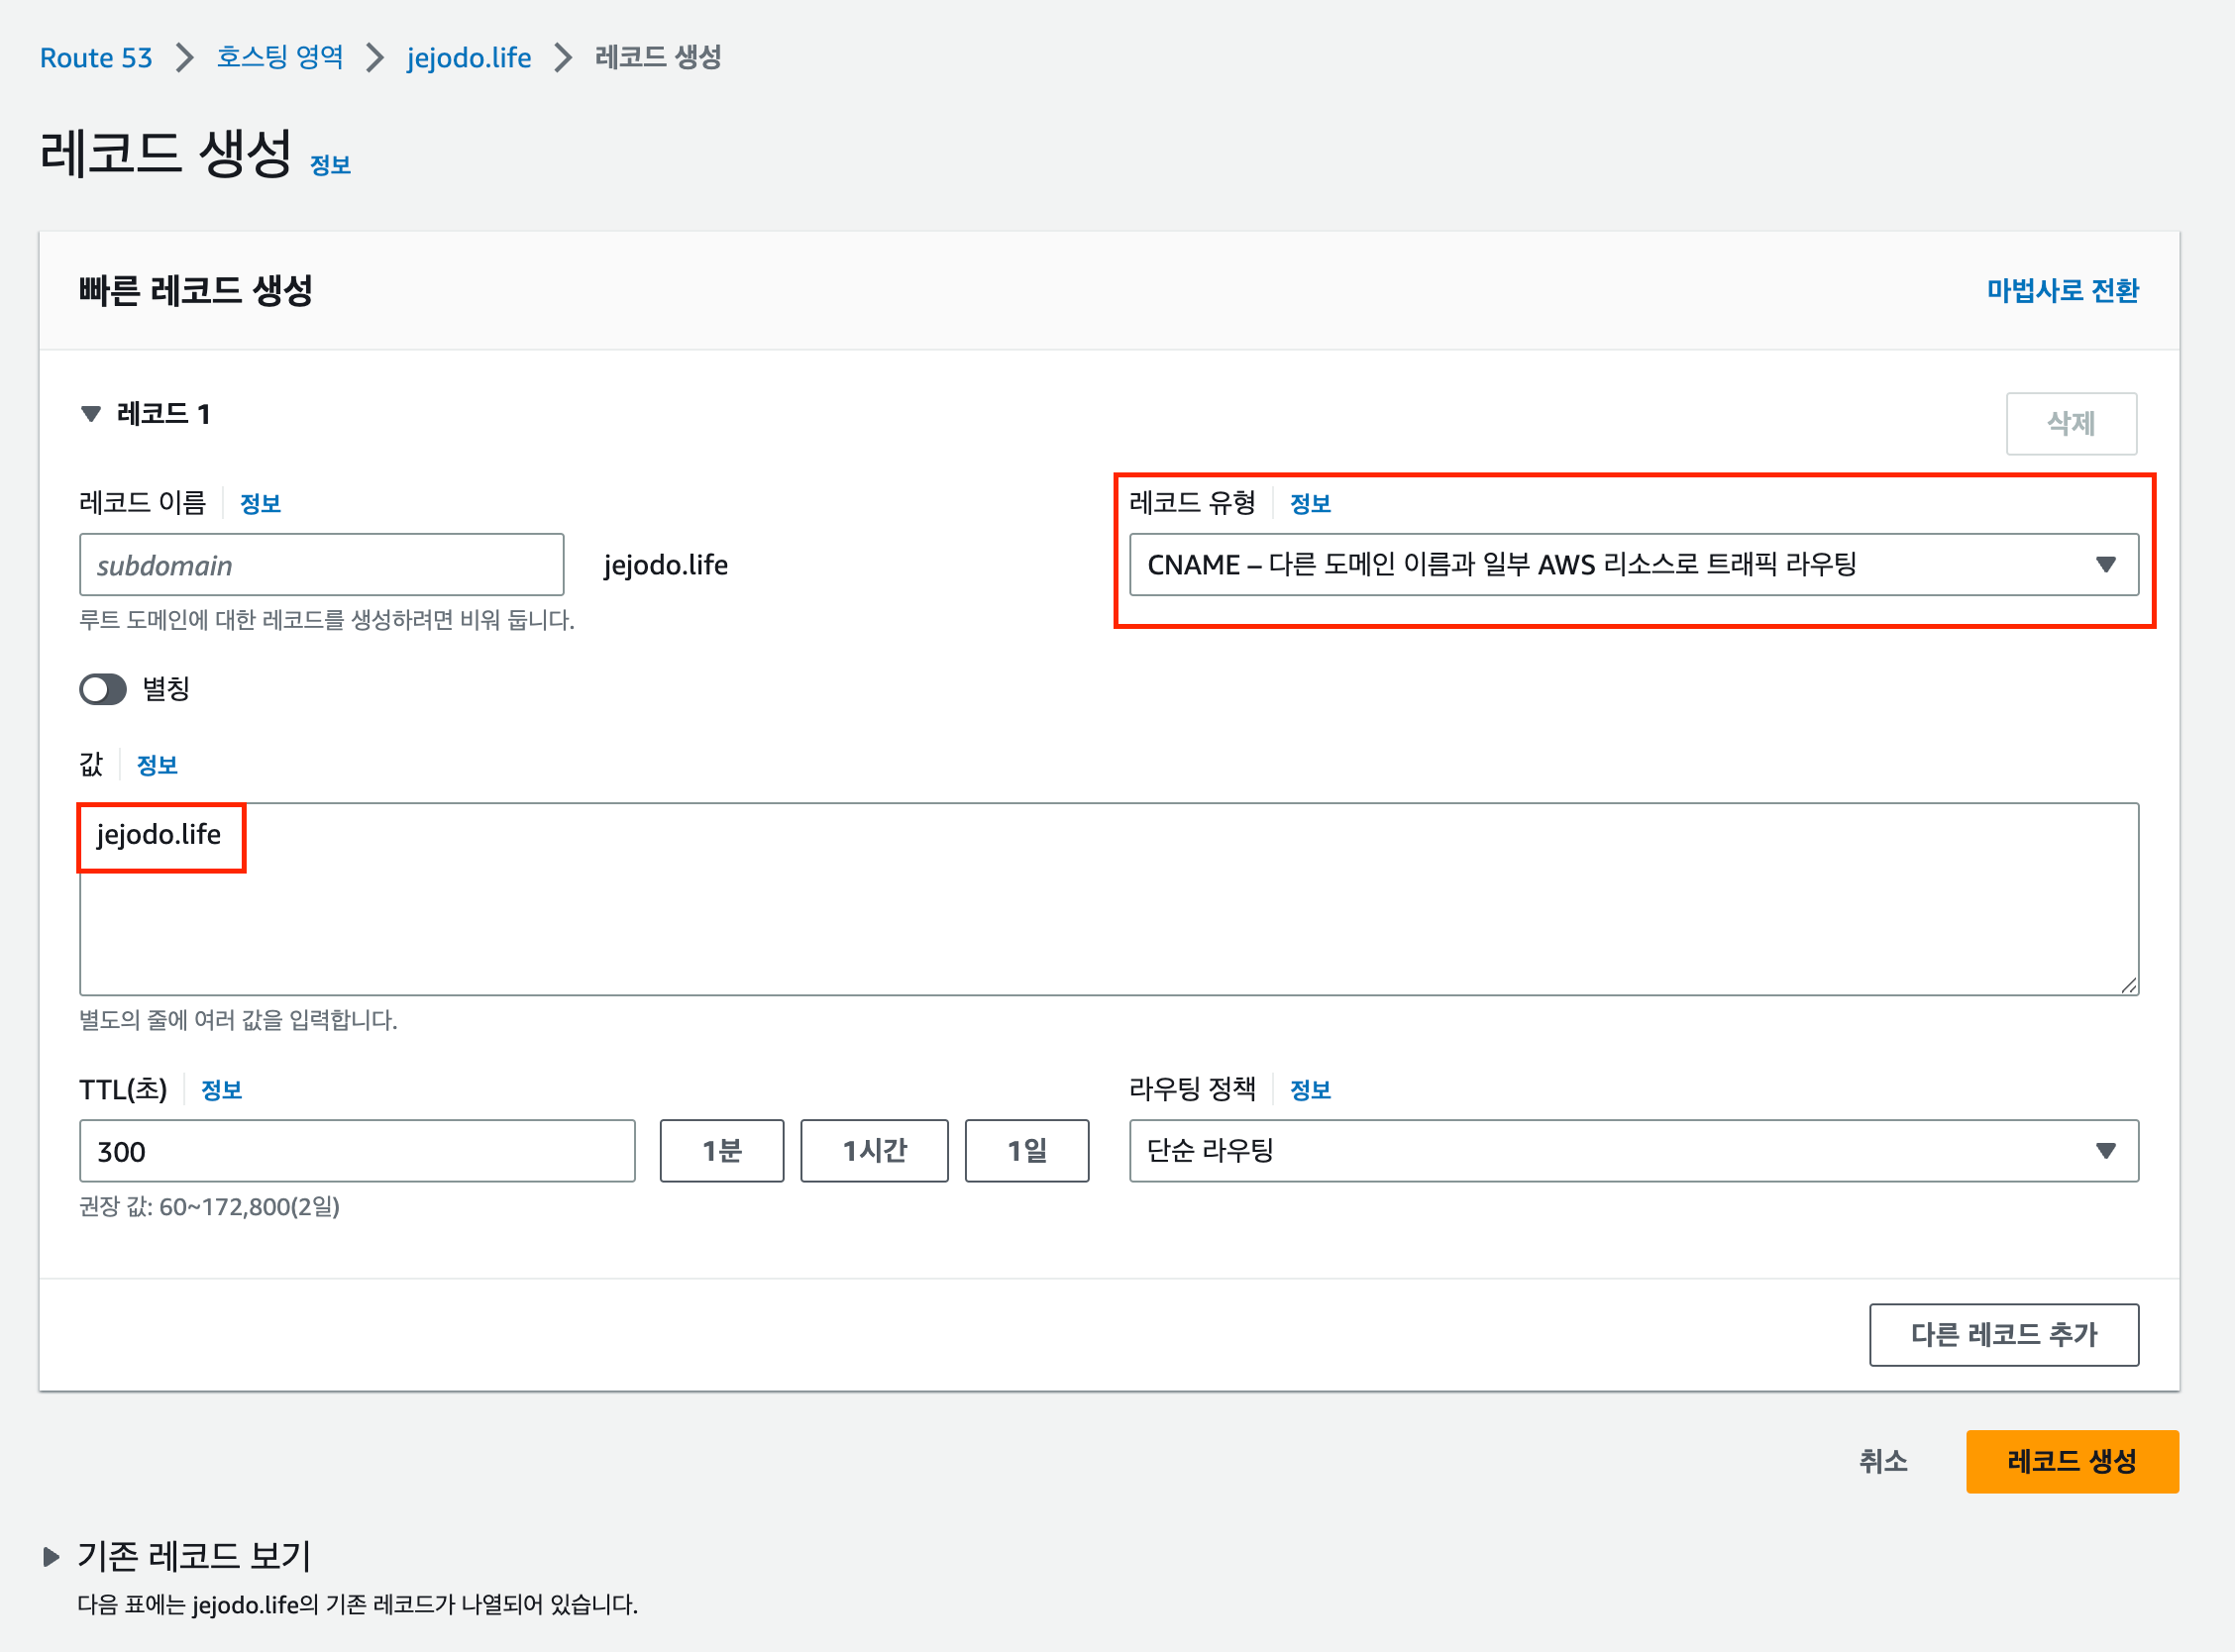 Route 53 > 호스팅 영역 > jejodo.life > 레코드 생성
레코드 생성 정보
빠른 레코드 생성 마법사로 전환
레코드 1 삭제
레코드 이름 정보 레코드 유형 정보
subdomain jejodo.life CNAME – 다른 도메인 이름과 일부 AWS 리소스로 트래픽 라우팅
루트 도메인에 대한 레코드를 생성하려면 비워 둡니다.
별칭
값 정보
jejodo.life
별도의 줄에 여러 값을 입력합니다.
TTL(초) 정보 라우팅 정책 정보
300 1분 1시간 1일 단순 라우팅
권장 값: 60~172,800(2일)
다른 레코드 추가
취소 레코드 생성
기존 레코드 보기
다음 표에는 jejodo.life의 기존 레코드가 나열되어 있습니다.